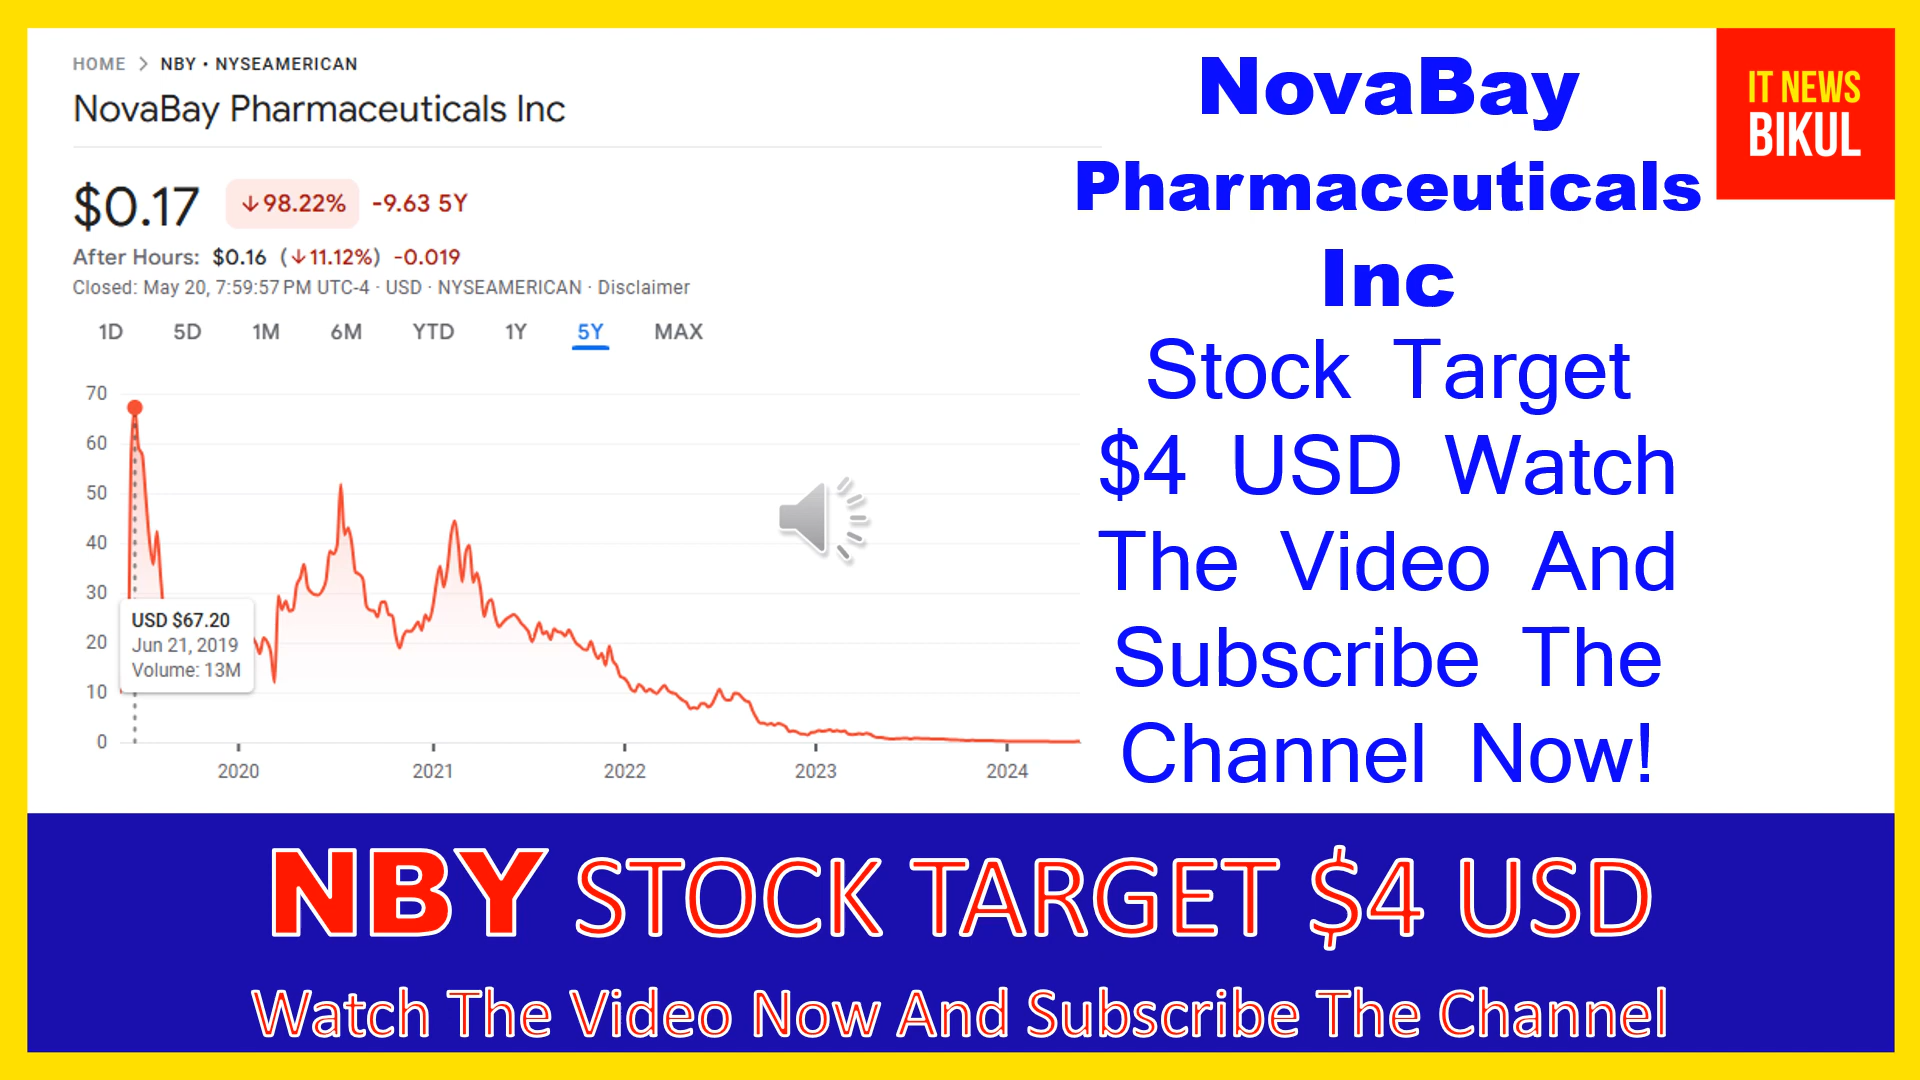 HOME > NBY • NYSEAMERICAN
NovaBay Pharmaceuticals Inc
$0.17 ↓98.22% -9.63 5Y
After Hours: $0.16 (↓11.12%) -0.019
Closed: May 20, 7:59:57 PM UTC-4 · USD · NYSEAMERICAN · Disclaimer
1D 5D 1M 6M YTD 1Y 5Y MAX
70
60
50
40
30
20
10
0
USD $67.20
Jun 21, 2019
Volume: 13M
2020 2021 2022 2023 2024
NovaBay
Pharmaceuticals
Inc
Stock Target
$4 USD Watch
The Video And
Subscribe The
Channel Now!
IT NEWS
BIKUL
NBY STOCK TARGET $4 USD
Watch The Video Now And Subscribe The Channel